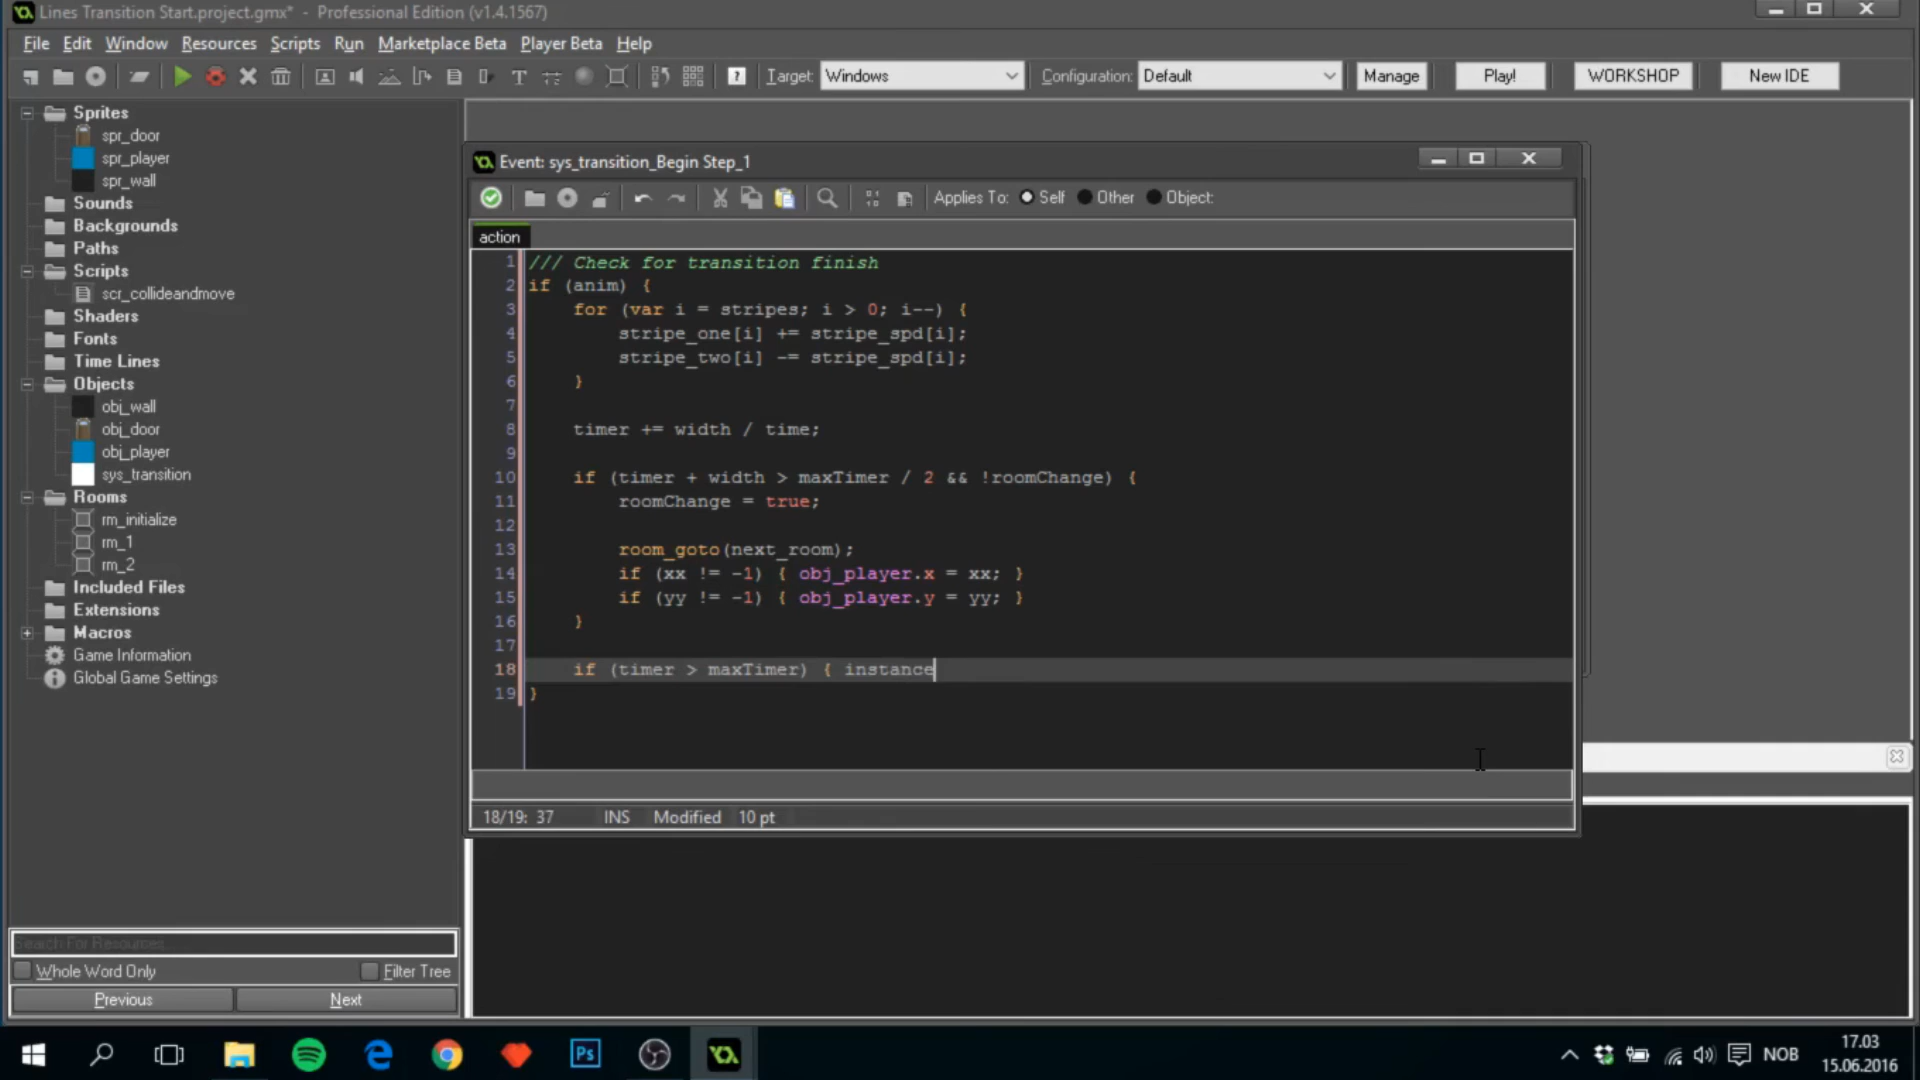 Lines Transition Start.project.gmx* - Professional Edition (v1.4.1567)
File Edit Window Resources Scripts Run Marketplace Beta Player Beta Help
Target: Windows Configuration: Default Manage Play! WORKSHOP New IDE
Sprites
spr_door
spr_player
spr_wall
Sounds
Backgrounds
Paths
Scripts
scr_collideandmove
Shaders
Fonts
Time Lines
Objects
obj_wall
obj_door
obj_player
sys_transition
Rooms
rm_initialize
rm_1
rm_2
Included Files
Extensions
Macros
Game Information
Global Game Settings
Search For Resources
Whole Word Only Filter Tree
Previous Next
Event: sys_transition_Begin Step_1
Applies To: Self Other Object:
action
1 /// Check for transition finish
2 if (anim) {
3 for (var i = stripes; i > 0; i--) {
4 stripe_one[i] += stripe_spd[i];
5 stripe_two[i] -= stripe_spd[i];
6 }
7
8 timer += width / time;
9
10 if (timer + width > maxTimer / 2 && !roomChange) {
11 roomChange = true;
12
13 room_goto(next_room);
14 if (xx != -1) { obj_player.x = xx; }
15 if (yy != -1) { obj_player.y = yy; }
16 }
17
18 if (timer > maxTimer) { instance
19 }
18/19: 37 INS Modified 10 pt
Ps
NOB
17.03
15.06.2016